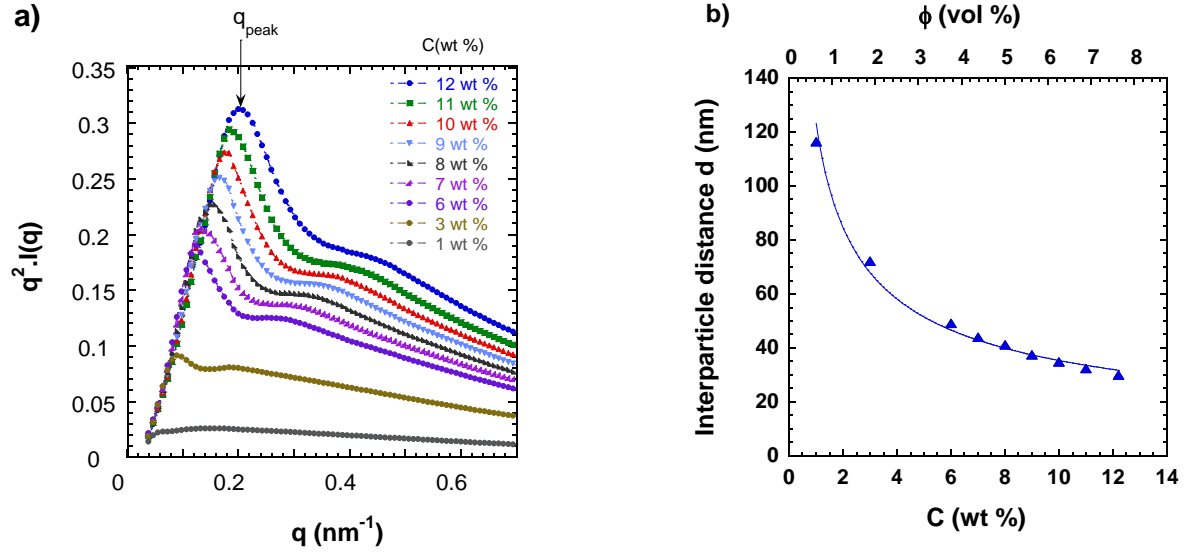 a)
q_peak
C(wt %)
0.35
0.3
0.25
0.2
0.15
0.1
0.05
0
12 wt %
11 wt %
10 wt %
9 wt %
8 wt %
7 wt %
6 wt %
3 wt %
1 wt %
q².I(q)
0 0.2 0.4 0.6
q (nm⁻¹)
b)
ϕ (vol %)
0 1 2 3 4 5 6 7 8
140
120
100
80
60
40
20
0
Interparticle distance d (nm)
0 2 4 6 8 10 12 14
C (wt %)